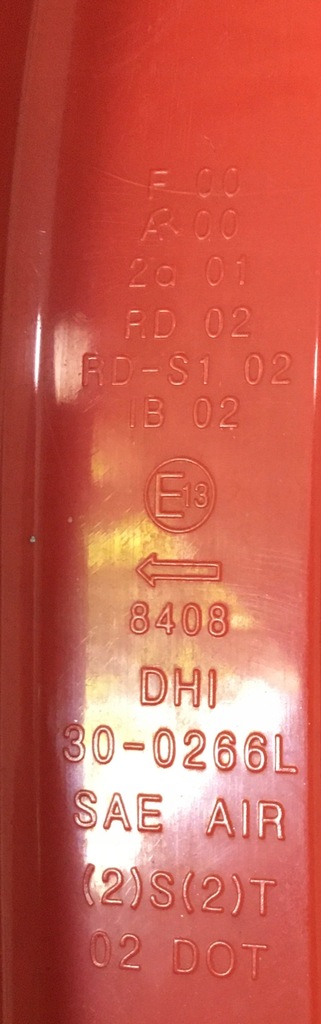 F 00
AR 00
2a 01
RD 02
RD-S1 02
IB 02
E13
8408
DHI
30-0266L
SAE AIR
(2)S(2)T
02 DOT